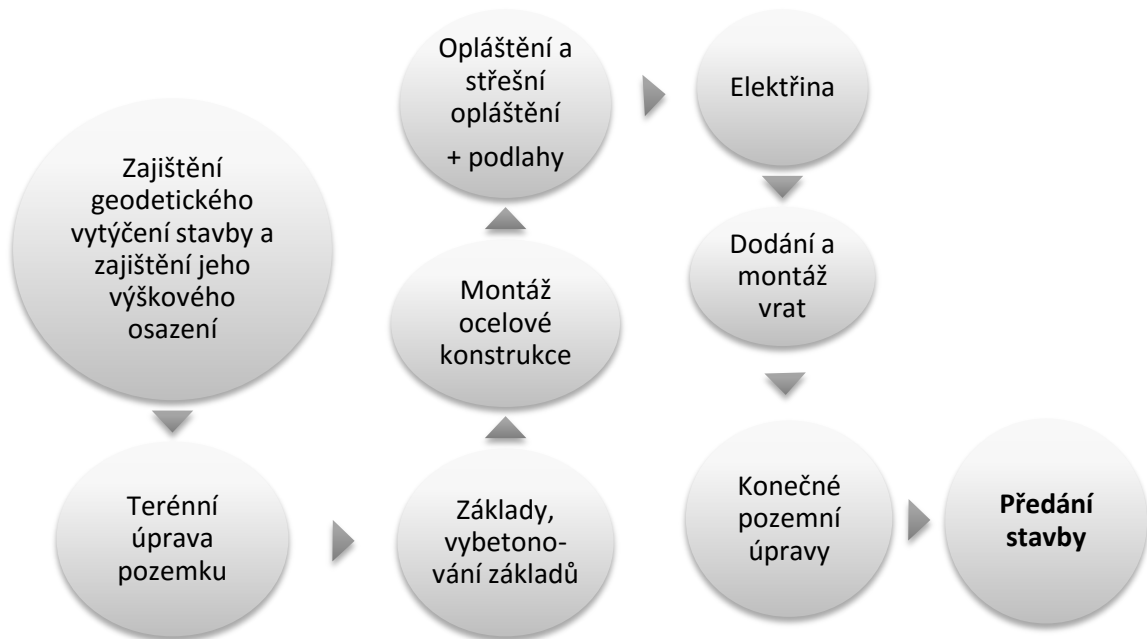 Zajištění
geodetického
vytýčení stavby a
zajištění jeho
výškového
osazení
Terénní
úprava
pozemku
Základy,
vybetono-
vání základů
Montáž
ocelové
konstrukce
Opláštění a
střešní
opláštění
+ podlahy
Elektřina
Dodání a
montáž
vrat
Konečné
pozemní
úpravy
Předání
stavby